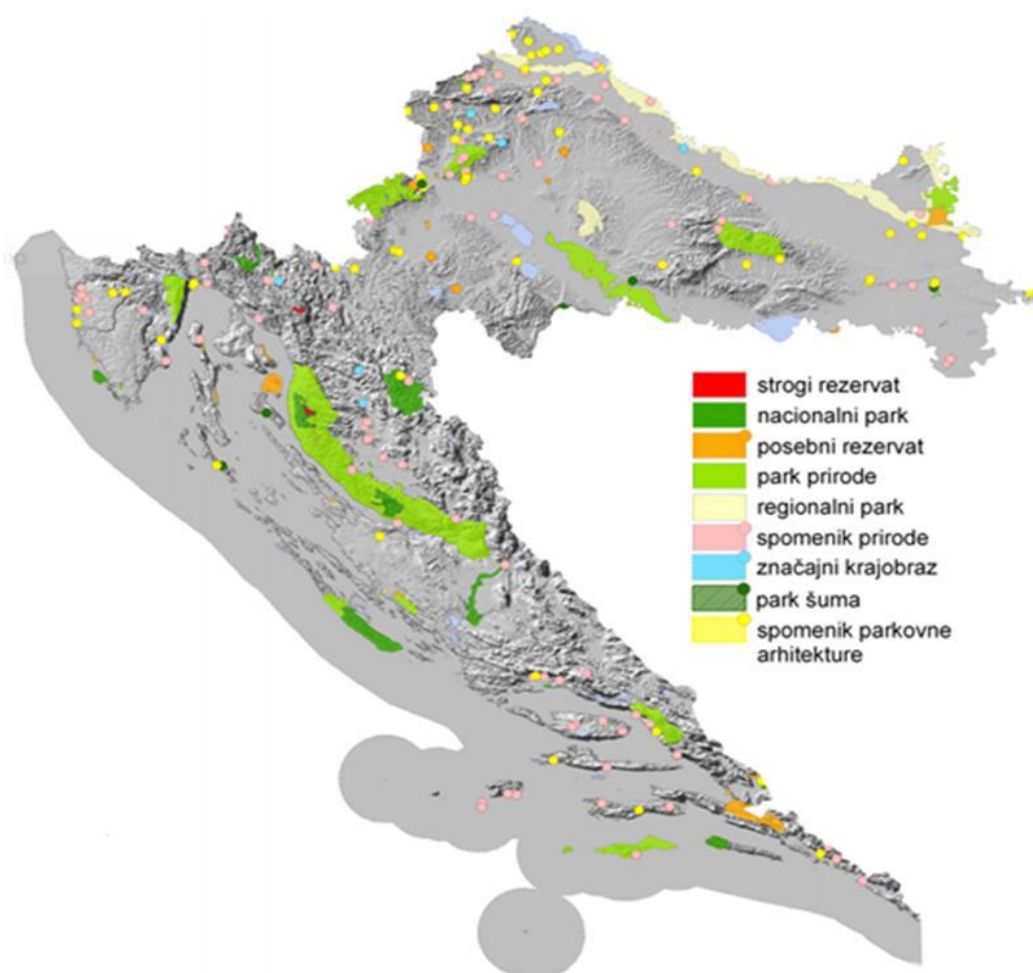 strogi rezervat
nacionalni park
posebni rezervat
park prirode
regionalni park
spomenik prirode
značajni krajobraz
park šuma
spomenik parkovne
arhitekture